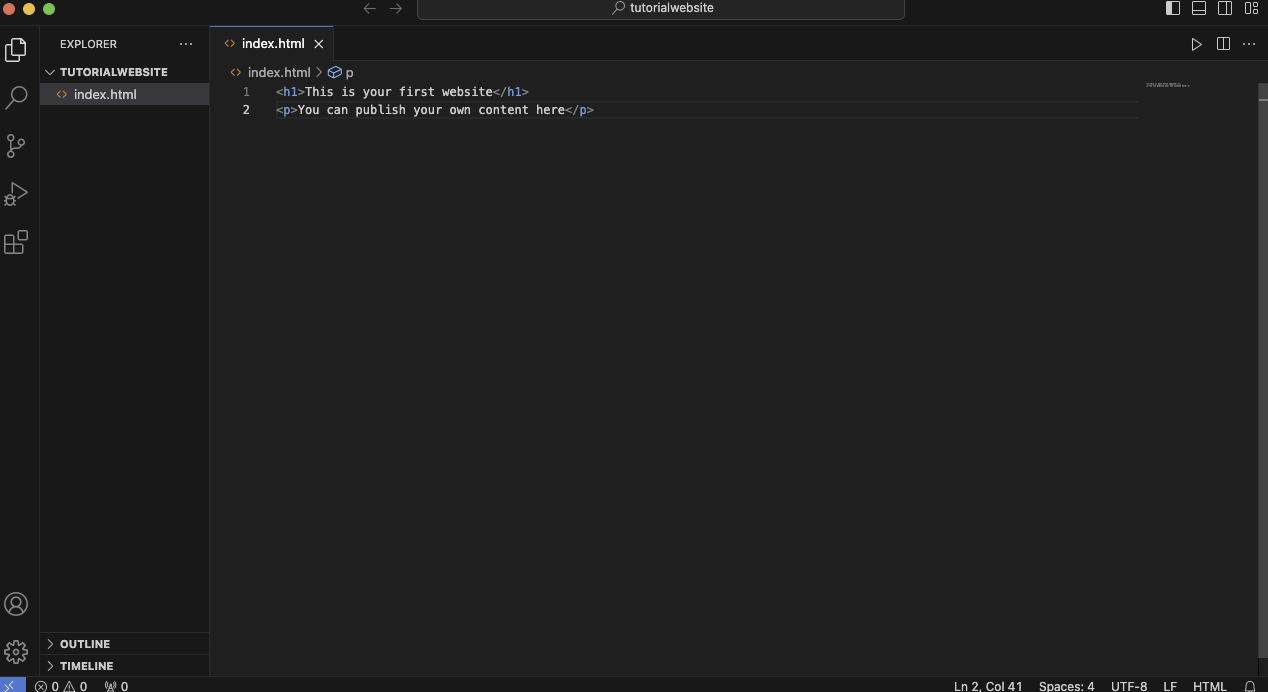 tutorialwebsite
EXPLORER
TUTORIALWEBSITE
index.html
OUTLINE
TIMELINE
index.html
index.html > p
1 <h1>This is your first website</h1>
2 <p>You can publish your own content here</p>
0 0 0
Ln 2, Col 41 Spaces: 4 UTF-8 LF HTML